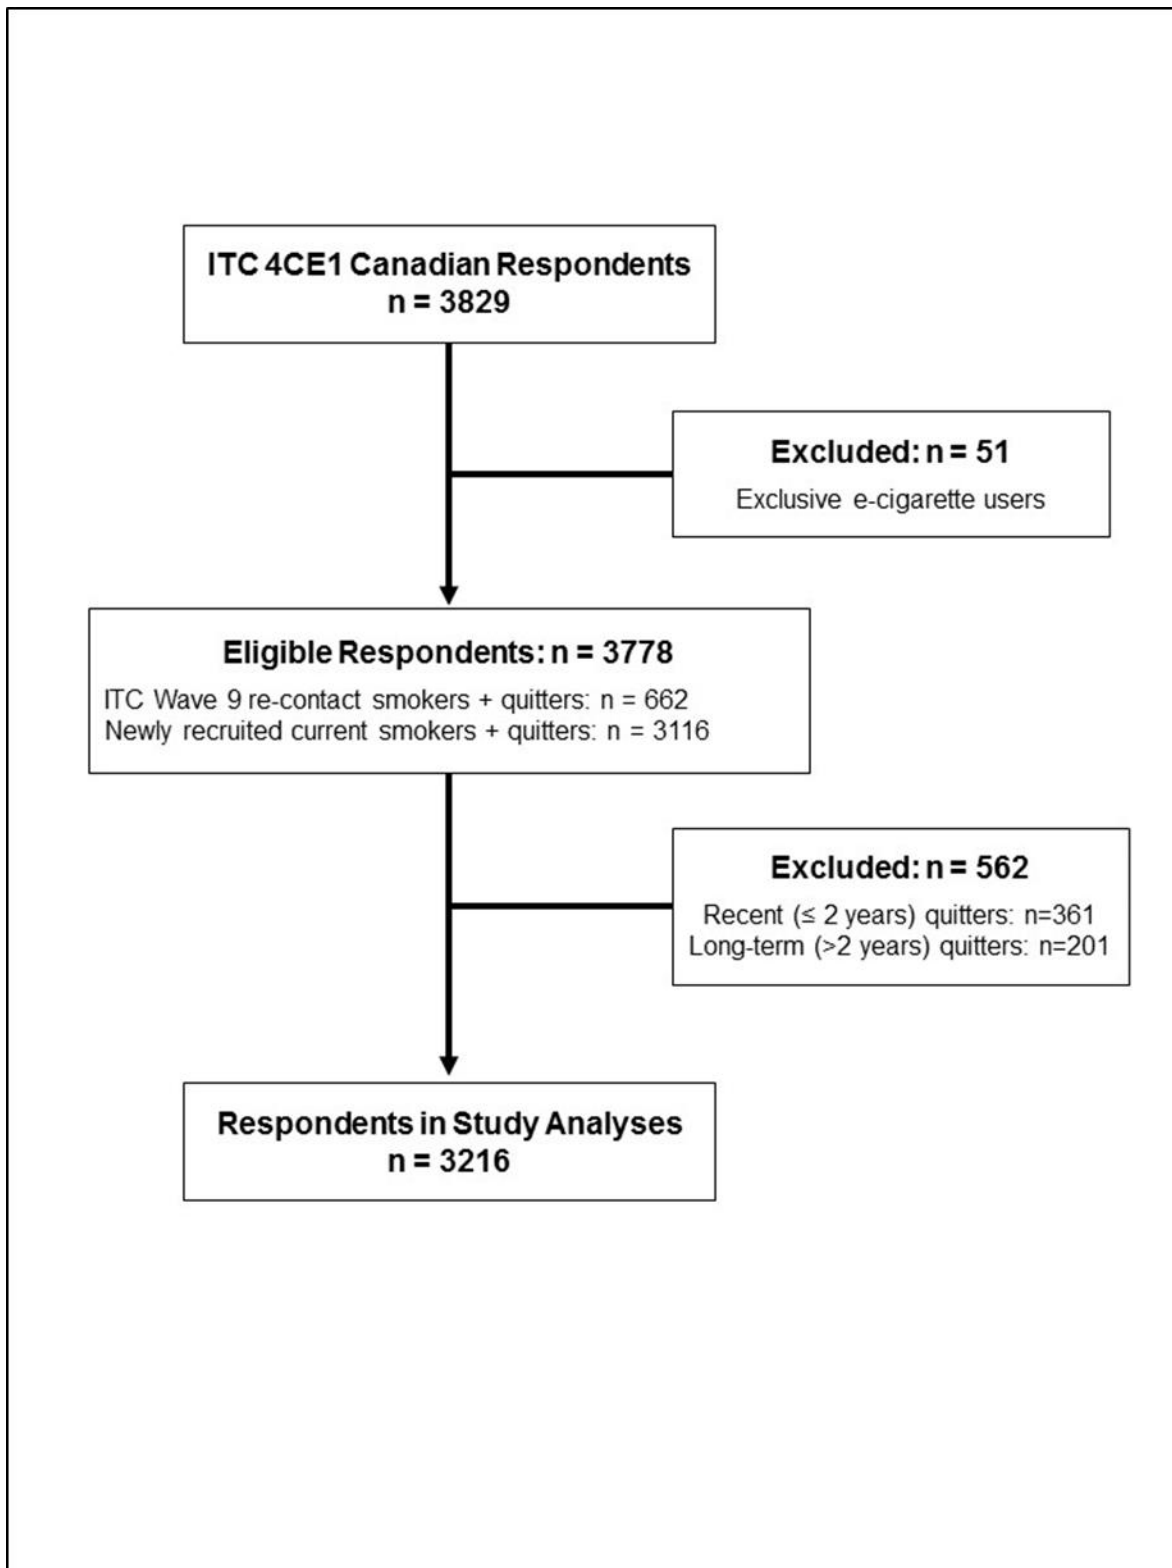 ITC 4CE1 Canadian Respondents
n = 3829
Excluded: n = 51
Exclusive e-cigarette users
Eligible Respondents: n = 3778
ITC Wave 9 re-contact smokers + quitters: n = 662
Newly recruited current smokers + quitters: n = 3116
Excluded: n = 562
Recent (≤ 2 years) quitters: n=361
Long-term (>2 years) quitters: n=201
Respondents in Study Analyses
n = 3216